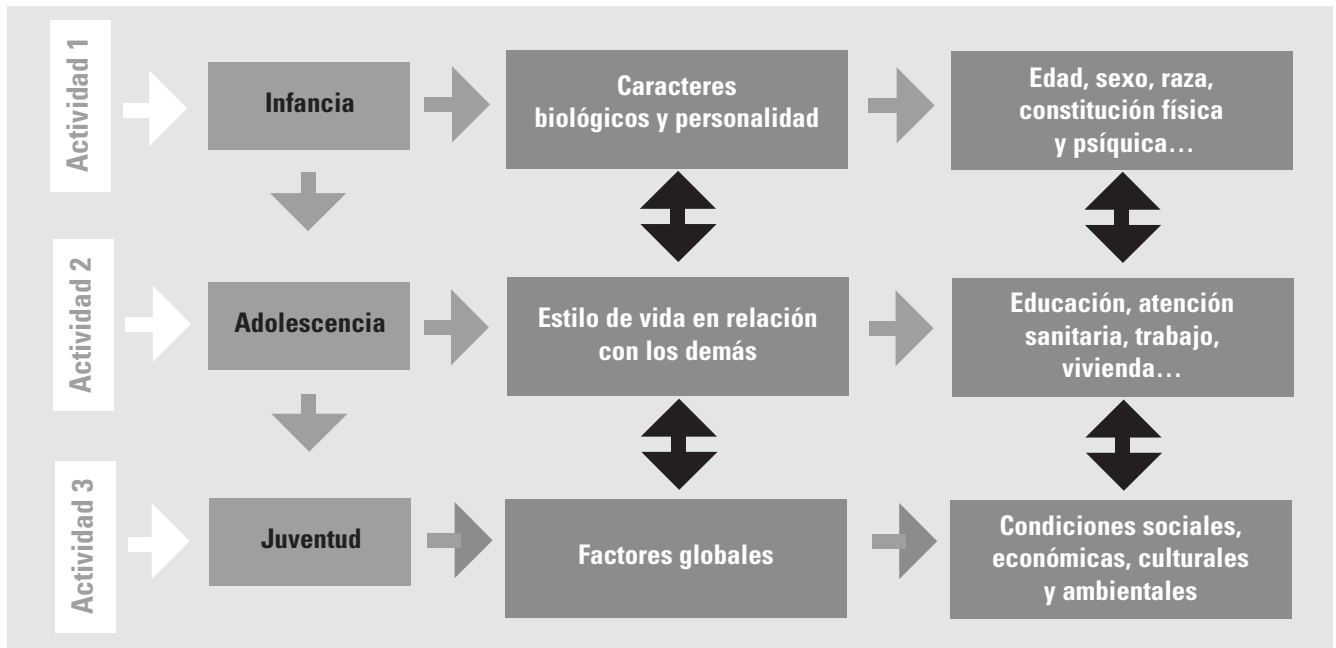 Actividad 1
Infancia
Caracteres
biológicos y personalidad
Edad, sexo, raza,
constitución física
y psíquica…
Actividad 2
Adolescencia
Estilo de vida en relación
con los demás
Educación, atención
sanitaria, trabajo,
vivienda…
Actividad 3
Juventud
Factores globales
Condiciones sociales,
económicas, culturales
y ambientales